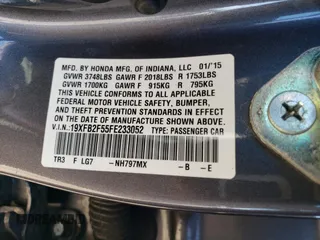 MFD. BY HONDA MFG. OF INDIANA, LLC 01/15
GVWR 3748LBS GAWR F 2018LBS R 1753LBS
GVWR 1700KG GAWR F 915KG R 795KG
THIS VEHICLE CONFORMS TO ALL APPLICABLE
FEDERAL MOTOR VEHICLE SAFETY, BUMPER,
AND THEFT PREVENTION STANDARDS IN EFFECT
ON THE DATE OF MANUFACTURE SHOWN ABOVE.
V.I.N.:19XFB2F55FE233052 TYPE:PASSENGER CAR
TR3 F LG7 -NH797MX -B -E